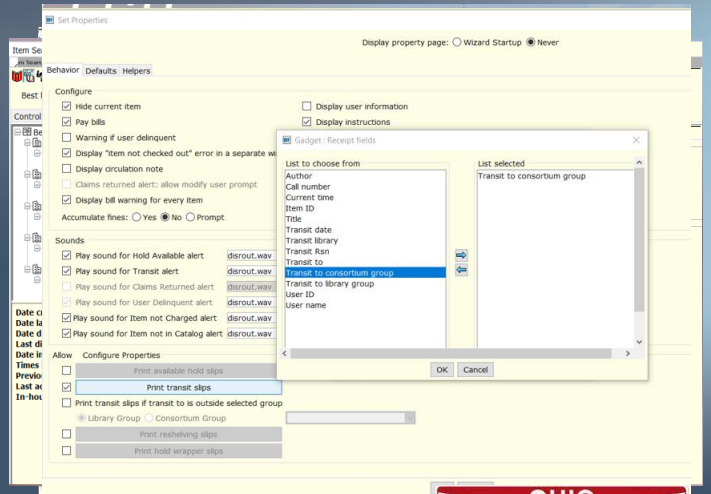 Set Properties
Display property page: Wizard Startup Never
Item Sea
Behavior Defaults Helpers
Best
Control
Configure
Hide current item
Display user information
Pay bills
Display instructions
Warning if user delinquent
Display "item not checked out" error in a separate wi
Display circulation note
Claims returned alert: allow modify user prompt
Display bill warning for every item
Accumulate fines: Yes No Prompt
Sounds
Play sound for Hold Available alert disrout.wav
Play sound for Transit alert disrout.wav
Play sound for Claims Returned alert disrout.wav
Play sound for User Delinquent alert disrout.wav
Play sound for Item not Charged alert disrout.wav
Play sound for Item not in Catalog alert disrout.wav
Allow Configure Properties
Print available hold slips
Print transit slips
Print transit slips if transit to is outside selected group
Library Group Consortium Group
Print reshelving slips
Print hold wrapper slips
Gadget: Receipt fields
List to choose from
Author
Call number
Current time
Item ID
Title
Transit date
Transit library
Transit Rsn
Transit to
Transit to consortium group
Transit to library group
User ID
User name
List selected
Transit to consortium group
OK Cancel
Date cr
Date la
Date d
Last di
Date in
Times
Previo
Last ac
In-hou
OHIO